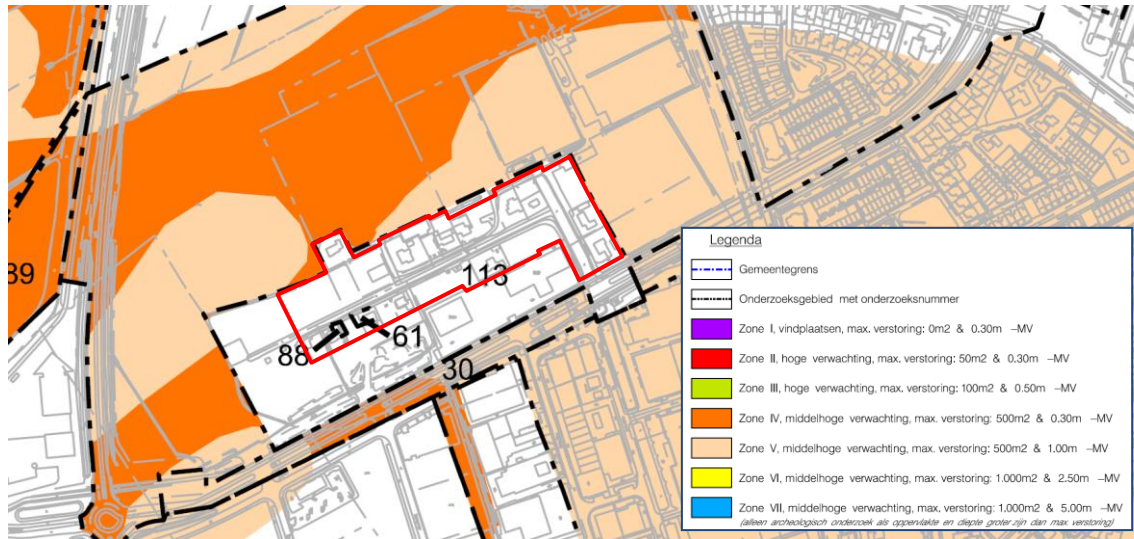 39
113
88
61
30
Legenda
Gemeentegrens
Onderzoeksgebied met onderzoeksnummer
Zone I, vindplaatsen, max. verstoring: 0m2 & 0.30m -MV
Zone II, hoge verwachting, max. verstoring: 50m2 & 0.30m -MV
Zone III, hoge verwachting, max. verstoring: 100m2 & 0.50m -MV
Zone IV, middelhoge verwachting, max. verstoring: 500m2 & 0.30m -MV
Zone V, middelhoge verwachting, max. verstoring: 500m2 & 1.00m -MV
Zone VI, middelhoge verwachting, max. verstoring: 1.000m2 & 2.50m -MV
Zone VII, middelhoge verwachting, max. verstoring: 1.000m2 & 5.00m -MV
(alleen archeologisch onderzoek als oppervlakte en diepte groter zijn dan max. verstoring)